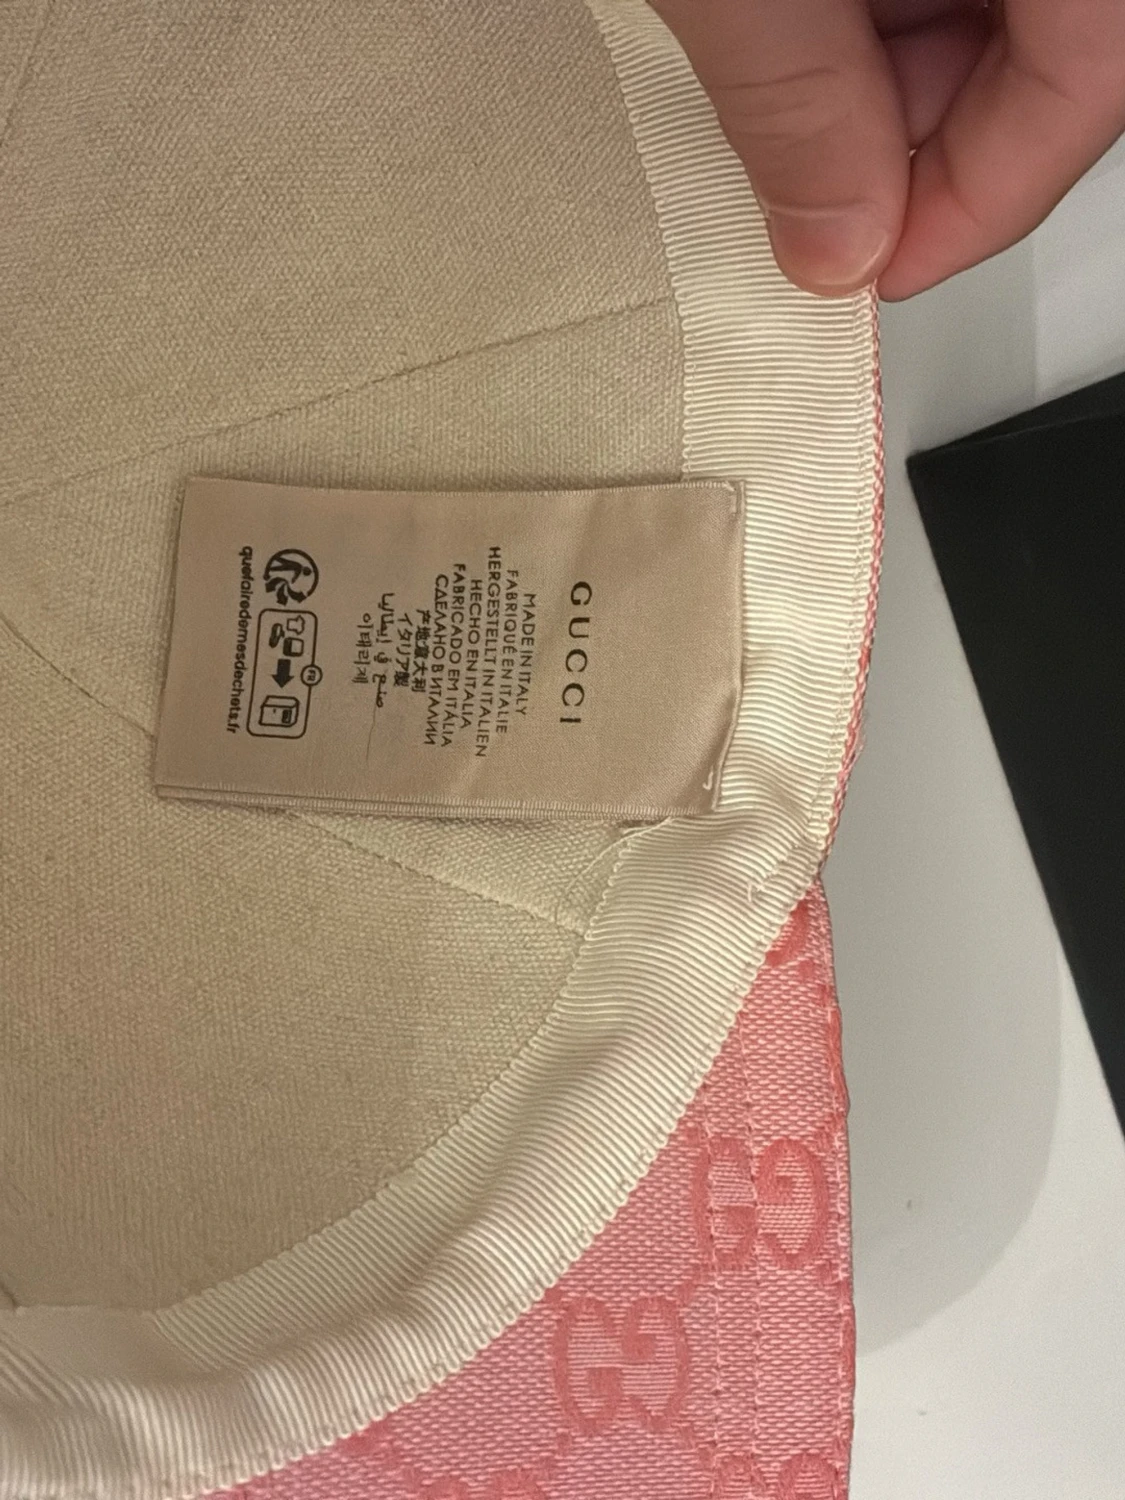 GUCCI
MADE IN ITALY
FABRIQUÉ EN ITALIE
HERGESTELLT IN ITALIEN
HECHO EN ITALIA
FABRICADO EM ITÁLIA
СДЕЛАНО В ИТАЛИИ
产地意大利
イタリア製
صنع في إيطاليا
이태리제
FR
quefairedemesdechets.fr